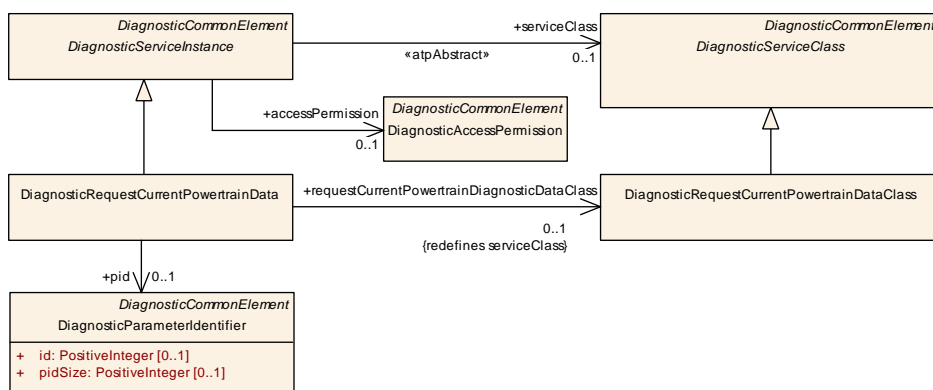 DiagnosticCommonElement
DiagnosticServiceInstance
+serviceClass
«atpAbstract»
0..1
DiagnosticCommonElement
DiagnosticServiceClass
+accessPermission
0..1
DiagnosticCommonElement
DiagnosticAccessPermission
DiagnosticRequestCurrentPowertrainData
+requestCurrentPowertrainDiagnosticDataClass
0..1
{redefines serviceClass}
DiagnosticRequestCurrentPowertrainDataClass
+pid 0..1
DiagnosticCommonElement
DiagnosticParameterIdentifier
+ id: PositiveInteger [0..1]
+ pidSize: PositiveInteger [0..1]